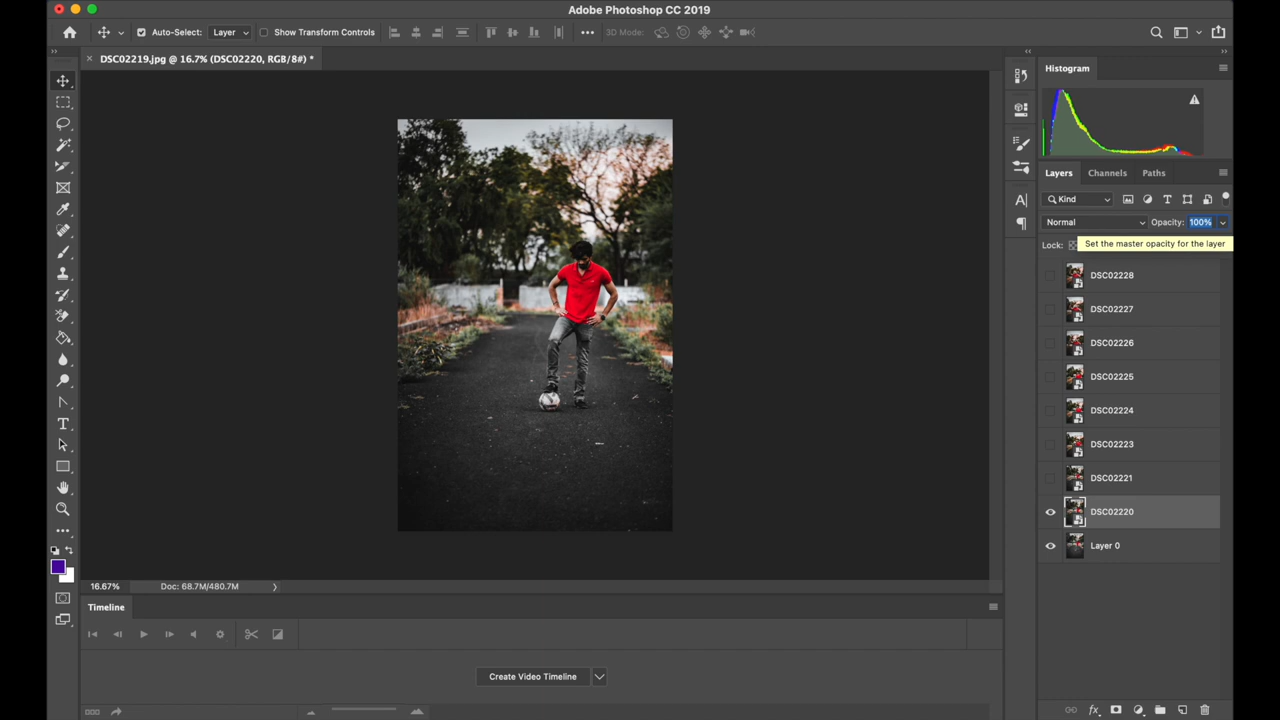 Adobe Photoshop CC 2019
Auto-Select: Layer Show Transform Controls 3D Mode:
DSC02219.jpg @ 16.7% (DSC02220, RGB/8#) *
Histogram
Layers Channels Paths
Kind
Normal Opacity: 100%
Lock: Set the master opacity for the layer
DSC02228
DSC02227
DSC02226
DSC02225
DSC02224
DSC02223
DSC02221
DSC02220
Layer 0
16.67% Doc: 68.7M/480.7M
Timeline
Create Video Timeline